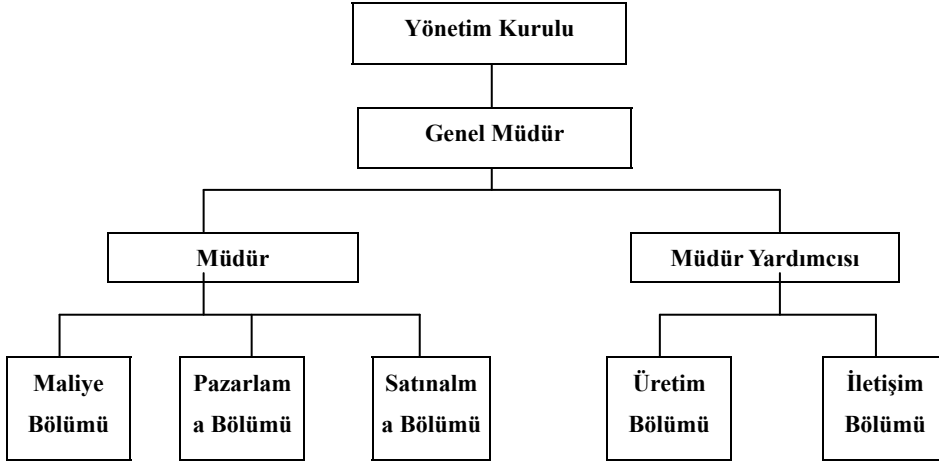 Yönetim Kurulu
Genel Müdür
Müdür
Müdür Yardımcısı
Maliye
Bölümü
Pazarlam
a Bölümü
Satınalm
a Bölümü
Üretim
Bölümü
İletişim
Bölümü